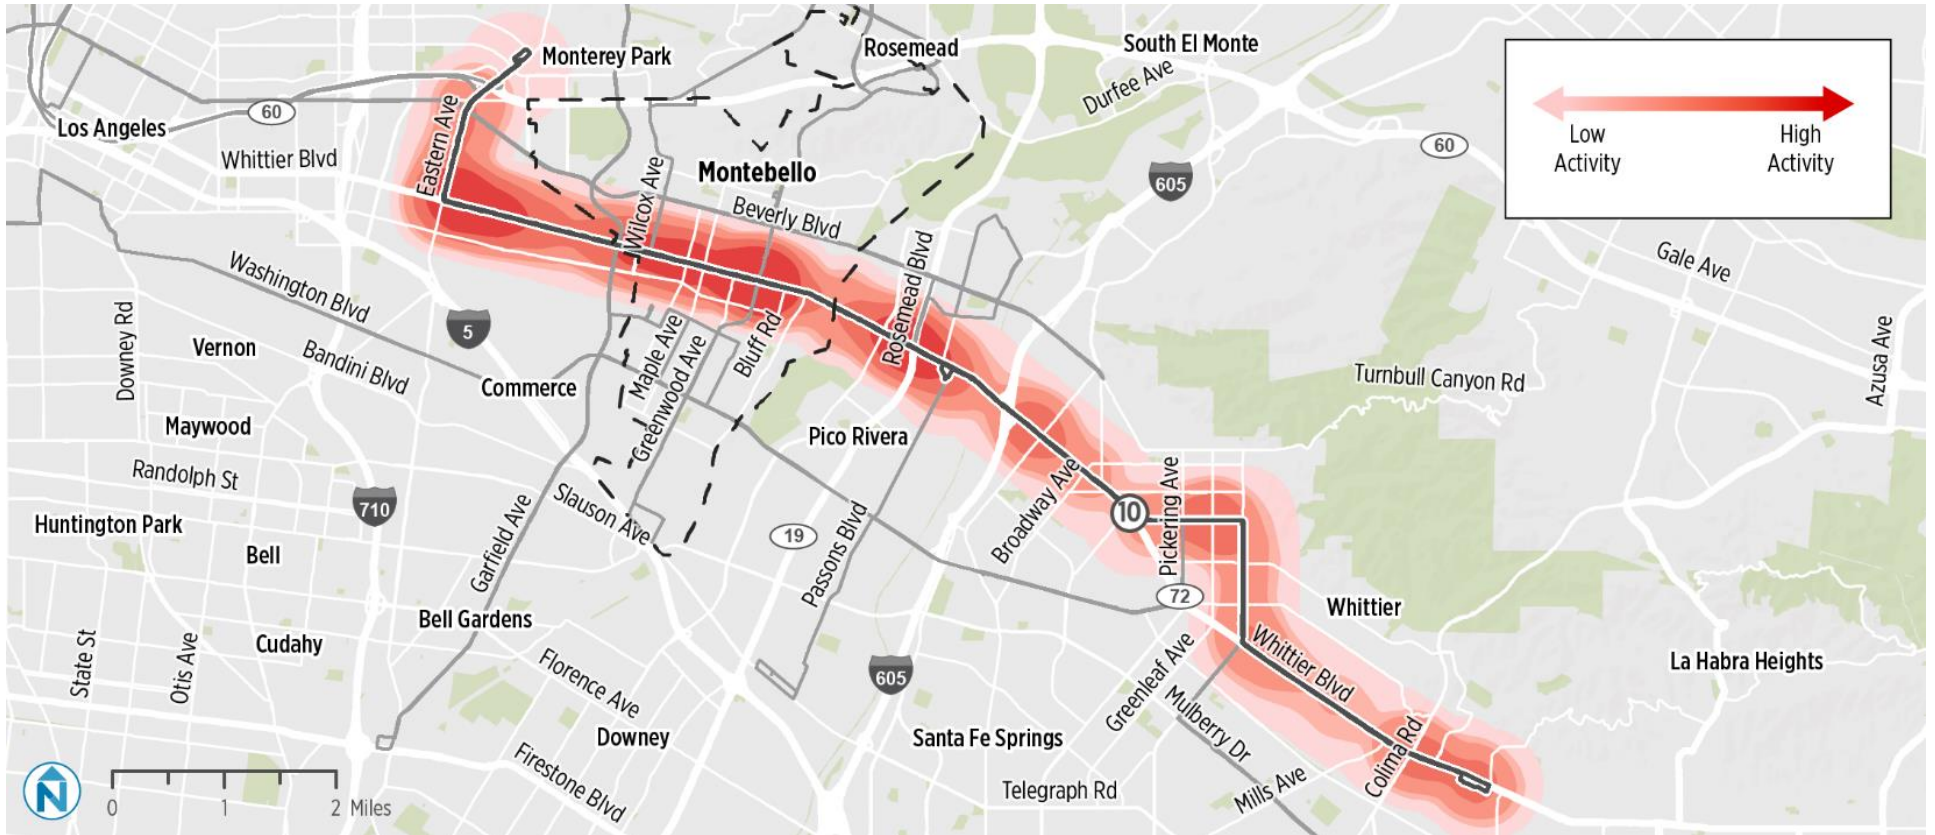 Monterey Park
Rosemead
South El Monte
Durfee Ave
Low
Activity
High
Activity
60
Los Angeles
Whittier Blvd
Eastern Ave
Wilcox Ave
Montebello
Beverly Blvd
605
60
Gale Ave
Washington Blvd
Rosemead Blvd
Downey Rd
5
Vernon
Bandini Blvd
Commerce
Maple Ave
Greenwood Ave
Bluff Rd
Turnbull Canyon Rd
Azusa Ave
Maywood
Pico Rivera
Randolph St
710
Huntington Park
Bell
Slauson Ave
Garfield Ave
19
Passons Blvd
Broadway Ave
10
Pickering Ave
72
Bell Gardens
Cudahy
State St
Otis Ave
Florence Ave
605
Whittier
Whittier Blvd
La Habra Heights
Greenleaf Ave
Mulberry Dr
Downey
Santa Fe Springs
Colima Rd
Firestone Blvd
Telegraph Rd
Mills Ave
N
0 1 2 Miles